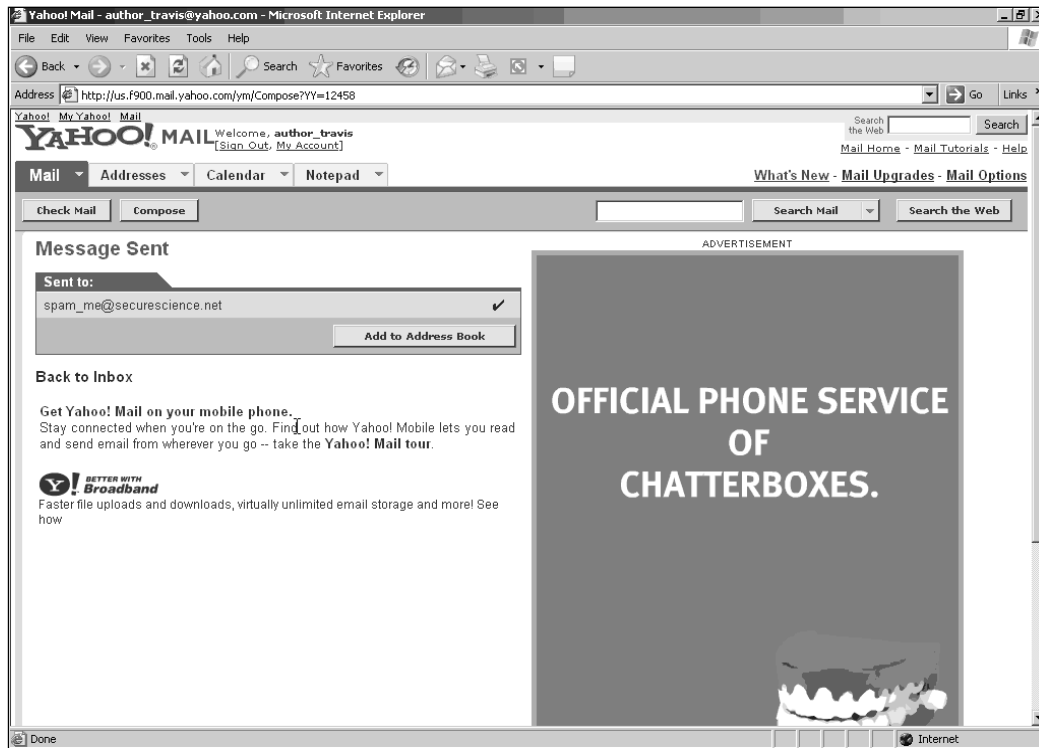 Yahoo! Mail - author_travis@yahoo.com - Microsoft Internet Explorer
File Edit View Favorites Tools Help
Back Search Favorites
Address http://us.f900.mail.yahoo.com/ym/Compose?YY=12458 Go Links
Yahoo! My Yahoo! Mail
YAHOO! MAIL Welcome, author_travis
[Sign Out, My Account]
Search the Web Search
Mail Home - Mail Tutorials - Help
Mail Addresses Calendar Notepad
What's New - Mail Upgrades - Mail Options
Check Mail Compose Search Mail Search the Web
Message Sent
Sent to:
spam_me@securescience.net
Add to Address Book
Back to Inbox
Get Yahoo! Mail on your mobile phone.
Stay connected when you're on the go. Find out how Yahoo! Mobile lets you read
and send email from wherever you go -- take the Yahoo! Mail tour.
Y! BETTER WITH
Broadband
Faster file uploads and downloads, virtually unlimited email storage and more! See
how
ADVERTISEMENT
OFFICIAL PHONE SERVICE
OF
CHATTERBOXES.
Done Internet